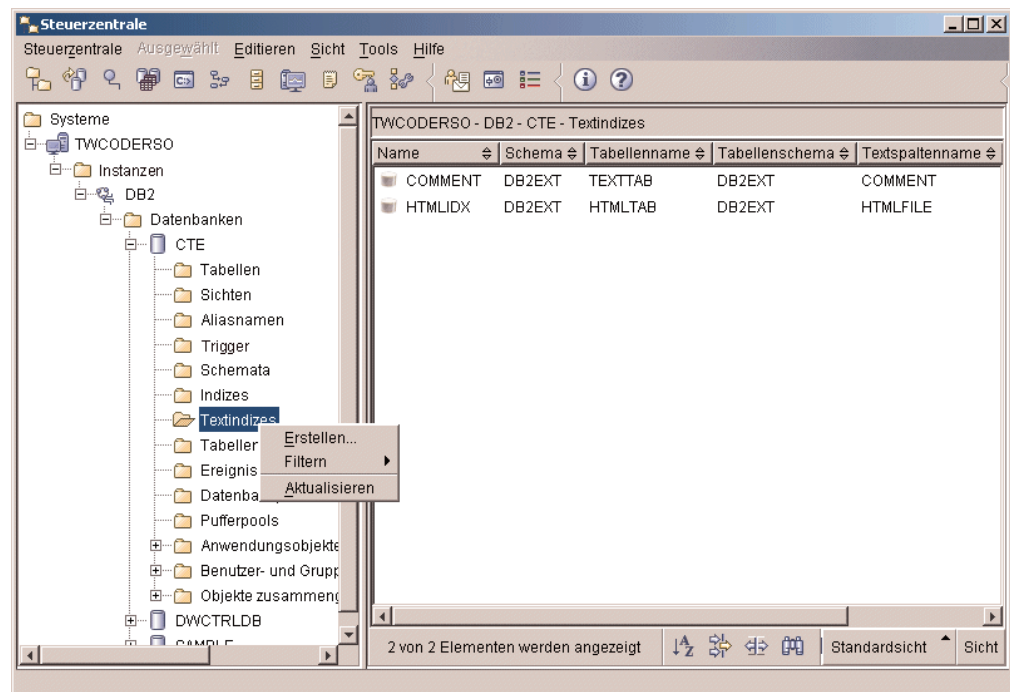 Steuerzentrale
Steuerzentrale Ausgewählt Editieren Sicht Tools Hilfe
Systeme
TWCODERSO
Instanzen
DB2
Datenbanken
CTE
Tabellen
Sichten
Aliasnamen
Trigger
Schemata
Indizes
Textindizes
Tabeller
Ereignis
Datenba
Pufferpools
Anwendungsobjekte
Benutzer- und Grupp
Objekte zusammeng
DWCTRLDB
SAMPLE
Erstellen...
Filtern
Aktualisieren
TWCODERSO - DB2 - CTE - Textindizes
Name Schema Tabellenname Tabellenschema Textspaltenname
COMMENT DB2EXT TEXTTAB DB2EXT COMMENT
HTMLIDX DB2EXT HTMLTAB DB2EXT HTMLFILE
2 von 2 Elementen werden angezeigt Standardsicht Sicht